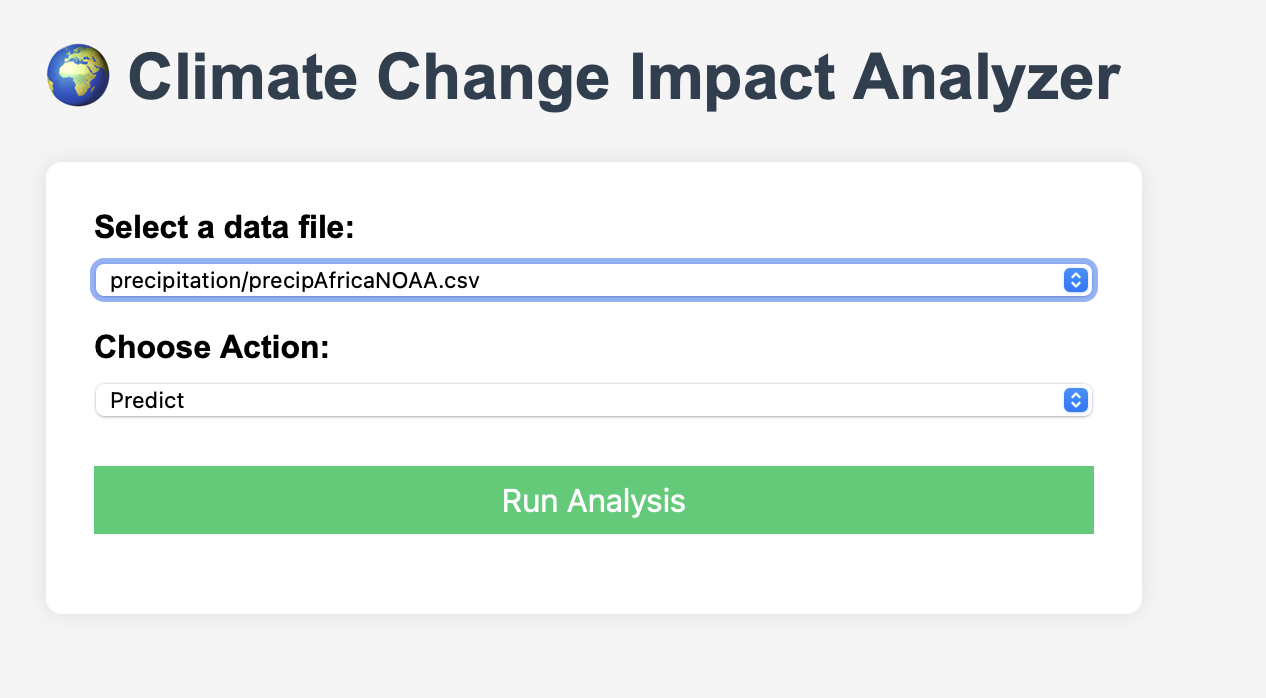 Climate Change Impact Analyzer
Select a data file:
precipitation/precipAfricaNOAA.csv
Choose Action:
Predict
Run Analysis